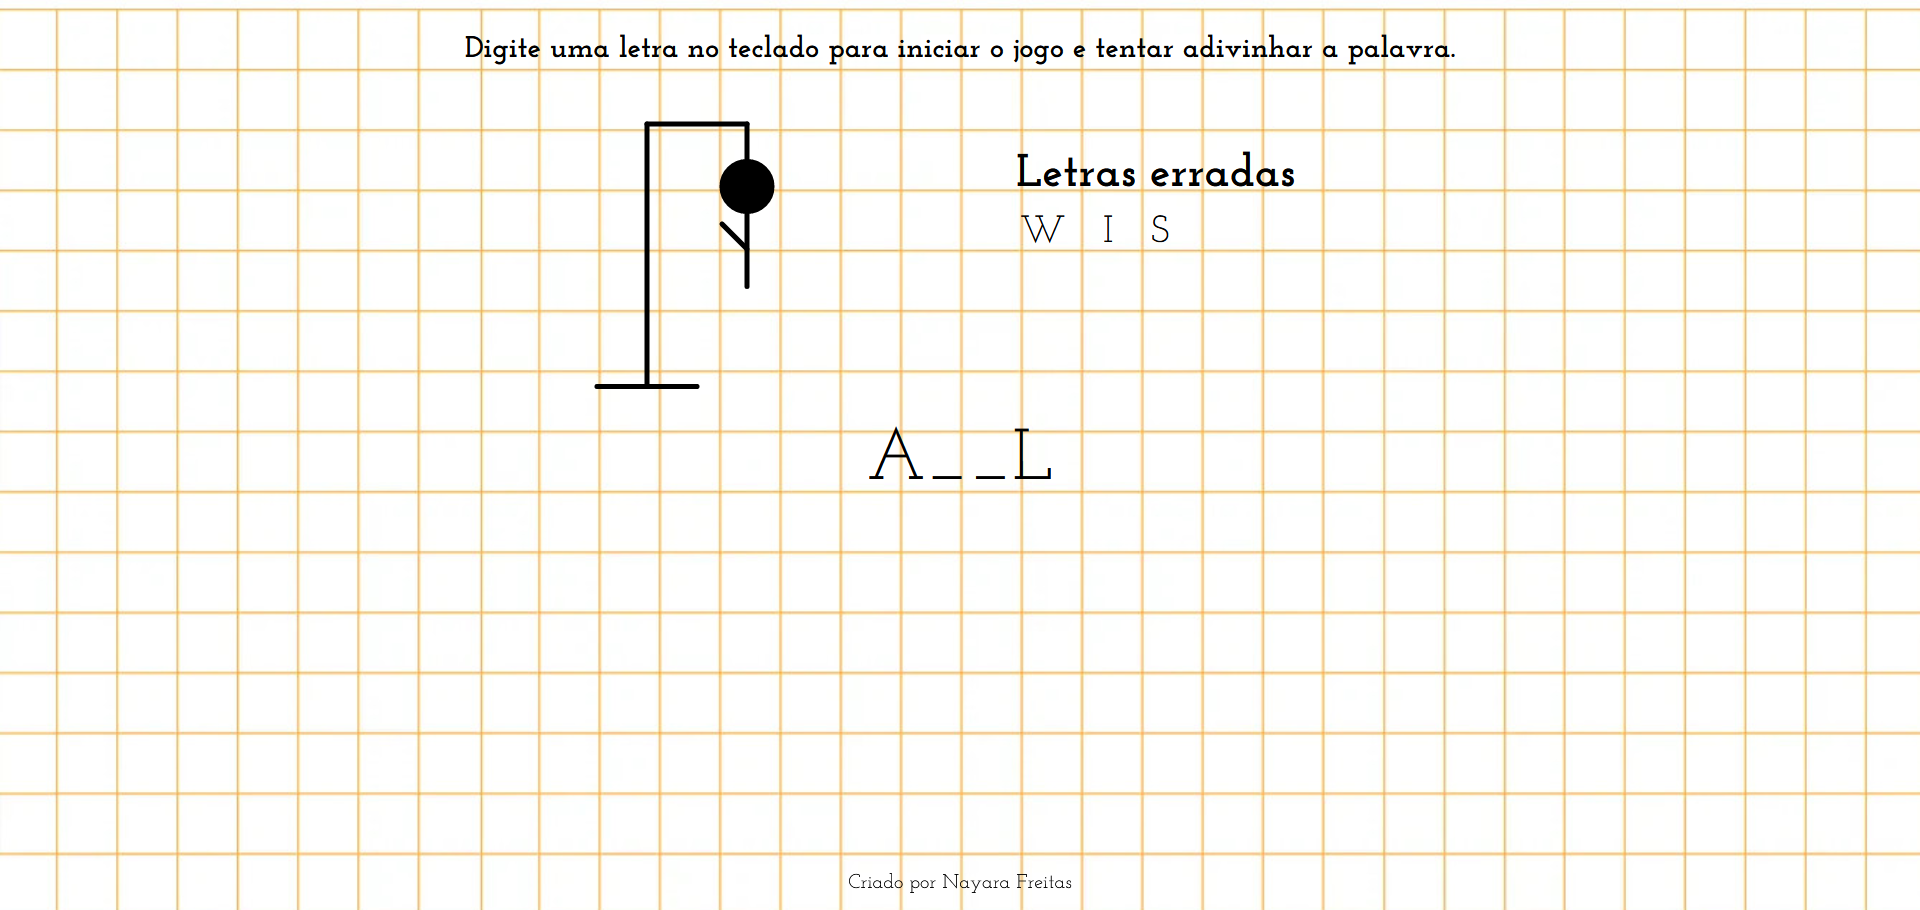 Digite uma letra no teclado para iniciar o jogo e tentar adivinhar a palavra.
Letras erradas
W I S
A _ _ L
Criado por Nayara Freitas